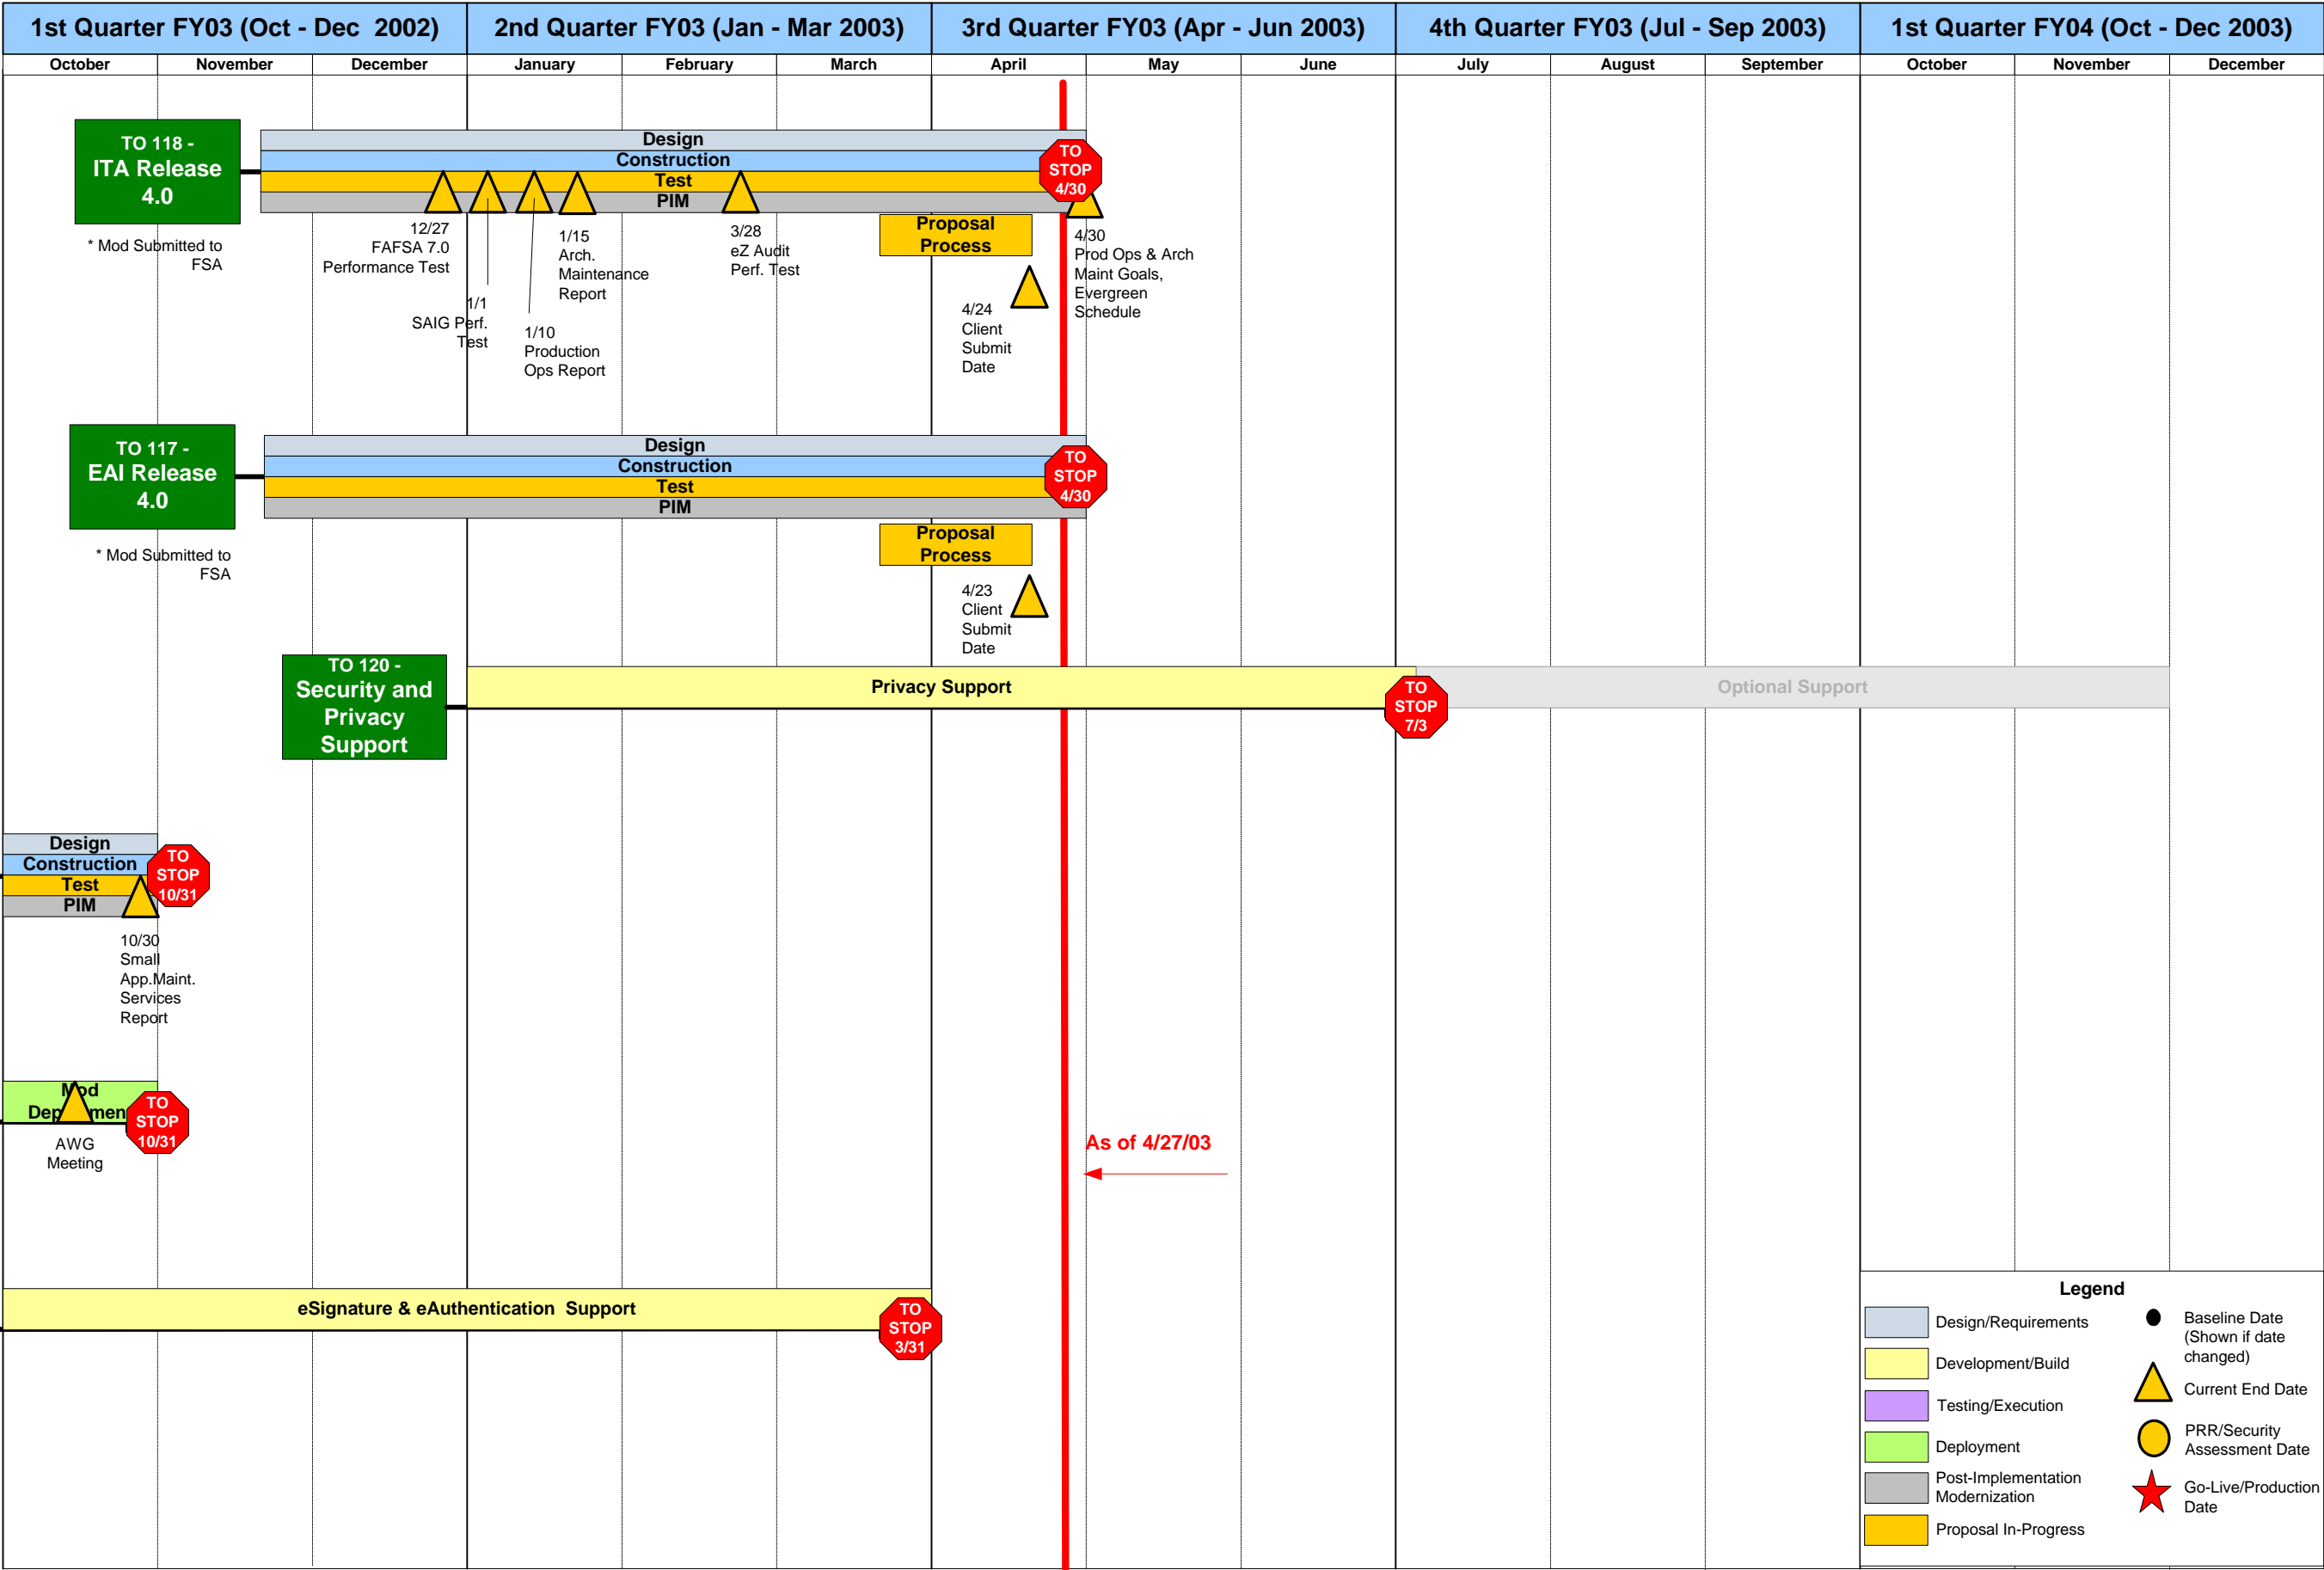 1st Quarter FY03 (Oct - Dec 2002)
2nd Quarter FY03 (Jan - Mar 2003)
3rd Quarter FY03 (Apr - Jun 2003)
4th Quarter FY03 (Jul - Sep 2003)
1st Quarter FY04 (Oct - Dec 2003)
October
November
December
January
February
March
April
May
June
July
August
September
October
November
December
TO 118 -
ITA Release
4.0
* Mod Submitted to
FSA
Design
Construction
Test
PIM
TO
STOP
4/30
12/27
FAFSA 7.0
Performance Test
1/1
SAIG Perf.
Test
1/10
Production
Ops Report
1/15
Arch.
Maintenance
Report
3/28
eZ Audit
Perf. Test
Proposal
Process
4/24
Client
Submit
Date
4/30
Prod Ops & Arch
Maint Goals,
Evergreen
Schedule
TO 117 -
EAI Release
4.0
* Mod Submitted to
FSA
Design
Construction
Test
PIM
TO
STOP
4/30
Proposal
Process
4/23
Client
Submit
Date
TO 120 -
Security and
Privacy
Support
Privacy Support
TO
STOP
7/3
Optional Support
Design
Construction
Test
PIM
TO
STOP
10/31
10/30
Small
App.Maint.
Services
Report
Mod
TO
STOP
10/31
AWG
Meeting
As of 4/27/03
eSignature & eAuthentication Support
TO
STOP
3/31
Legend
Design/Requirements
Development/Build
Testing/Execution
Deployment
Post-Implementation
Modernization
Proposal In-Progress
Baseline Date
(Shown if date
changed)
Current End Date
PRR/Security
Assessment Date
Go-Live/Production
Date